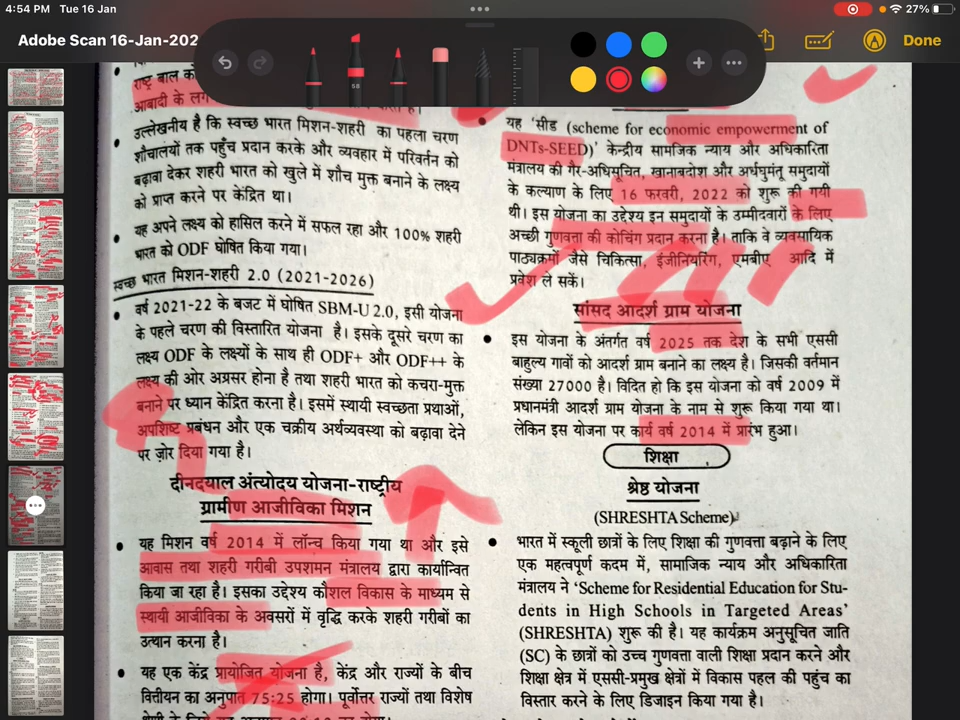 4:54 PM Tue 16 Jan
27%
Adobe Scan 16-Jan-202
Done
58
राष्ट्र बाल को
आबादी के लग
उल्लेखनीय है कि स्वच्छ भारत मिशन-शहरी का पहला चरण
शौचालयों तक पहुँच प्रदान करके और व्यवहार में परिवर्तन को
बढ़ावा देकर शहरी भारत को खुले में शौच मुक्त बनाने के लक्ष्य
को प्राप्त करने पर केन्द्रित था।
यह अपने लक्ष्य को हासिल करने में सफल रहा और 100% शहरी
भारत को ODF घोषित किया गया।
स्वच्छ भारत मिशन-शहरी 2.0 (2021-2026)
वर्ष 2021-22 के बजट में घोषित SBM-U 2.0, इसी योजना
के पहले चरण की विस्तारित योजना है। इसके दूसरे चरण का
लक्ष्य ODF के लक्ष्यों के साथ ही ODF+ और ODF++ के
लक्ष्य की ओर अग्रसर होना है तथा शहरी भारत को कचरा-मुक्त
बनाने पर ध्यान केंद्रित करना है। इसमें स्थायी स्वच्छता प्रथाओं,
अपशिष्ट प्रबंधन और एक चक्रीय अर्थव्यवस्था को बढ़ावा देने
पर ज़ोर दिया गया है।
दीनदयाल अंत्योदय योजना-राष्ट्रीय
ग्रामीण आजीविका मिशन
यह मिशन वर्ष 2014 में लॉन्च किया गया था और इसे
आवास तथा शहरी गरीबी उपशमन मंत्रालय द्वारा कार्यान्वित
किया जा रहा है। इसका उद्देश्य कौशल विकास के माध्यम से
स्थायी आजीविका के अवसरों में वृद्धि करके शहरी गरीबों का
उत्थान करना है।
यह एक केंद्र प्रायोजित योजना है, केंद्र और राज्यों के बीच
वित्तीयन का अनुपात 75:25 होगा। पूर्वोत्तर राज्यों तथा विशेष
यह 'सीड (scheme for economic empowerment of
DNTs-SEED)' केन्द्रीय सामजिक न्याय और अधिकारिता
मंत्रालय की गैर-अधिसूचित, खानाबदोश और अर्धघुमंतू समुदायों
के कल्याण के लिए 16 फरवरी, 2022 को शुरू की गयी
थी। इस योजना का उद्देश्य इन समुदायों के उम्मीदवारों के लिए
अच्छी गुणवत्ता की कोचिंग प्रदान करना है। ताकि वे व्यवसायिक
पाठ्यक्रमों जैसे चिकित्सा, इंजीनियरिंग, एमबीए आदि में
प्रवेश ले सकें।
सांसद आदर्श ग्राम योजना
इस योजना के अंतर्गत वर्ष 2025 तक देश के सभी एससी
बाहुल्य गावों को आदर्श ग्राम बनाने का लक्ष्य है। जिसकी वर्तमान
संख्या 27000 है। विदित हो कि इस योजना को वर्ष 2009 में
प्रधानमंत्री आदर्श ग्राम योजना के नाम से शुरू किया गया था।
लेकिन इस योजना पर कार्य वर्ष 2014 में प्रारंभ हुआ।
शिक्षा
श्रेष्ठ योजना
(SHRESHTA Scheme)
भारत में स्कूली छात्रों के लिए शिक्षा की गुणवत्ता बढ़ाने के लिए
एक महत्वपूर्ण कदम में, सामाजिक न्याय और अधिकारिता
मंत्रालय ने 'Scheme for Residential Education for Stu-
dents in High Schools in Targeted Areas'
(SHRESHTA) शुरू की है। यह कार्यक्रम अनुसूचित जाति
(SC) के छात्रों को उच्च गुणवत्ता वाली शिक्षा प्रदान करने और
शिक्षा क्षेत्र में एससी-प्रमुख क्षेत्रों में विकास पहल की पहुंच का
विस्तार करने के लिए डिजाइन किया गया है।